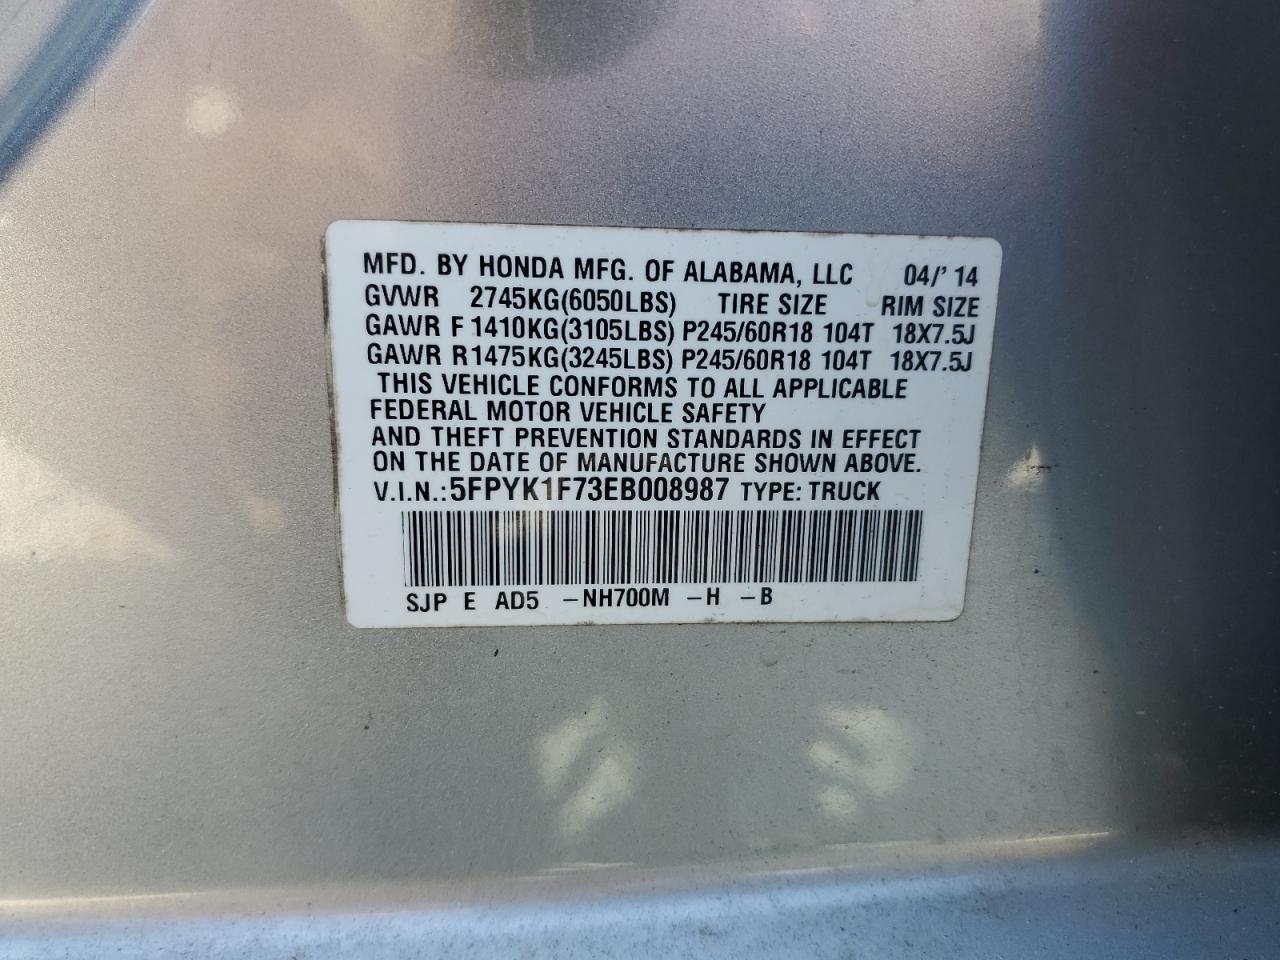 MFD. BY HONDA MFG. OF ALABAMA, LLC 04/'14
GVWR 2745KG(6050LBS) TIRE SIZE RIM SIZE
GAWR F 1410KG(3105LBS) P245/60R18 104T 18X7.5J
GAWR R1475KG(3245LBS) P245/60R18 104T 18X7.5J
THIS VEHICLE CONFORMS TO ALL APPLICABLE
FEDERAL MOTOR VEHICLE SAFETY
AND THEFT PREVENTION STANDARDS IN EFFECT
ON THE DATE OF MANUFACTURE SHOWN ABOVE.
V.I.N.:5FPYK1F73EB008987 TYPE: TRUCK
SJP E AD5 -NH700M -H -B